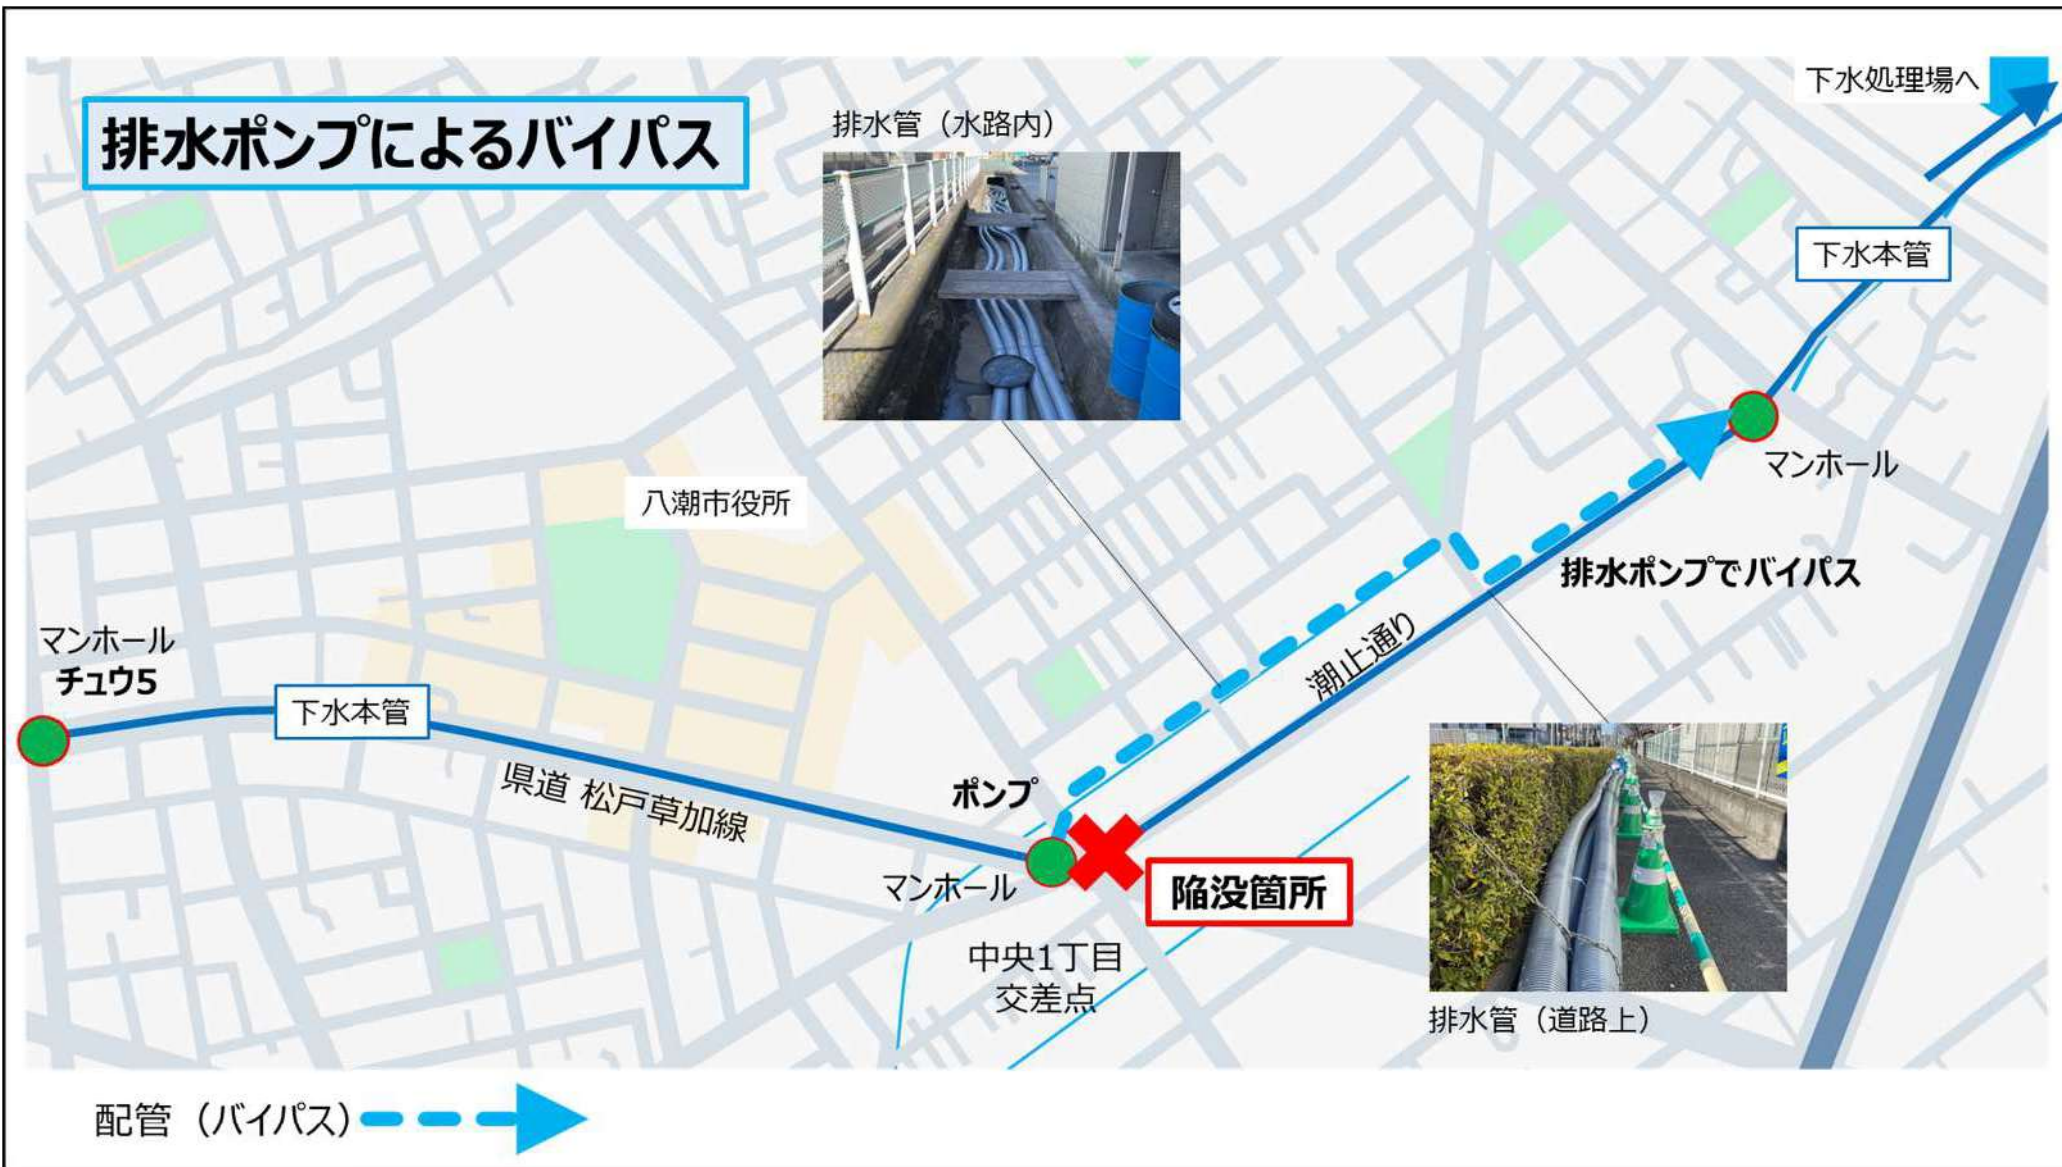 排水ポンプによるバイパス
排水管（水路内）
下水処理場へ
下水本管
八潮市役所
マンホール
排水ポンプでバイパス
マンホール
チュウ5
下水本管
潮止通り
県道 松戸草加線
ポンプ
マンホール
陥没箇所
中央1丁目
交差点
排水管（道路上）
配管（バイパス）